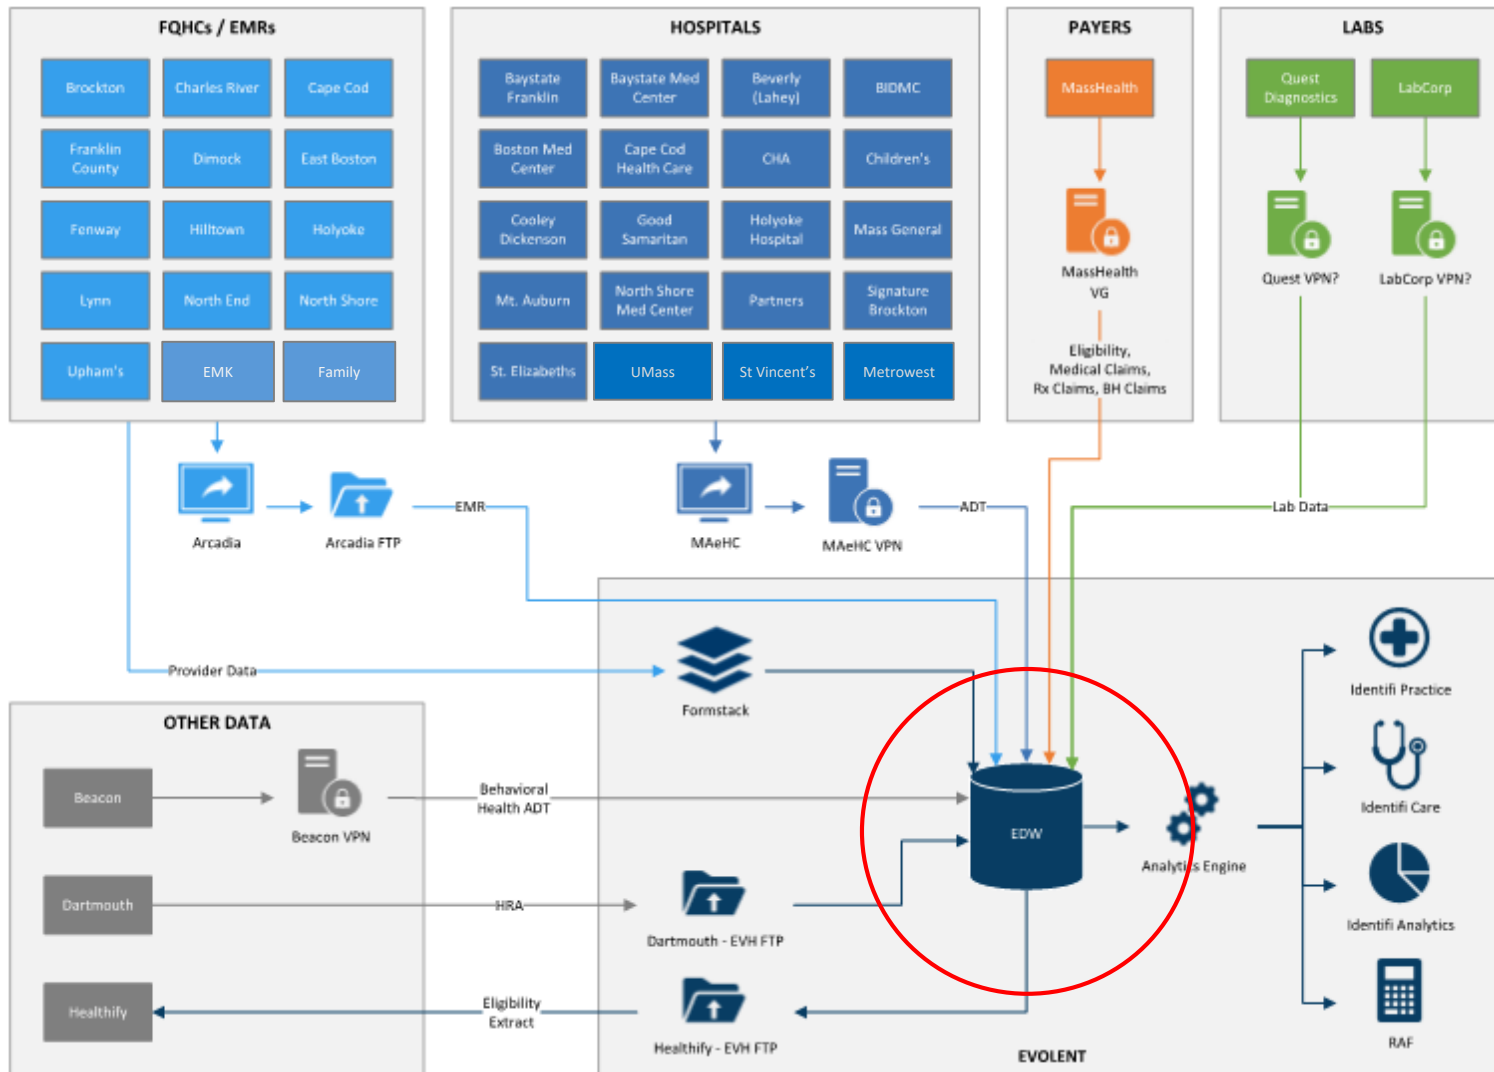 FQHCs / EMRs
Brockton
Charles River
Cape Cod
Franklin
County
Dimock
East Boston
Fenway
Hilltown
Holyoke
Lynn
North End
North Shore
Upham's
EMK
Family
HOSPITALS
Baystate
Franklin
Baystate Med
Center
Beverly
(Lahey)
BIDMC
Boston Med
Center
Cape Cod
Health Care
CHA
Children's
Cooley
Dickenson
Good
Samaritan
Holyoke
Hospital
Mass General
Mt. Auburn
North Shore
Med Center
Partners
Signature
Brockton
St. Elizabeths
UMass
St Vincent's
Metrowest
PAYERS
MassHealth
MassHealth
VG
Eligibility,
Medical Claims,
Rx Claims, BH Claims
LABS
Quest
Diagnostics
LabCorp
Quest VPN?
LabCorp VPN?
Lab Data
Arcadia
Arcadia FTP
EMR
MAeHC
MAeHC VPN
ADT
Provider Data
Formstack
OTHER DATA
Beacon
Beacon VPN
Behavioral
Health ADT
Dartmouth
HRA
Dartmouth - EVH FTP
Healthify
Eligibility
Extract
Healthify - EVH FTP
EDW
Analytics Engine
Identifi Practice
Identifi Care
Identifi Analytics
RAF
EVOLENT